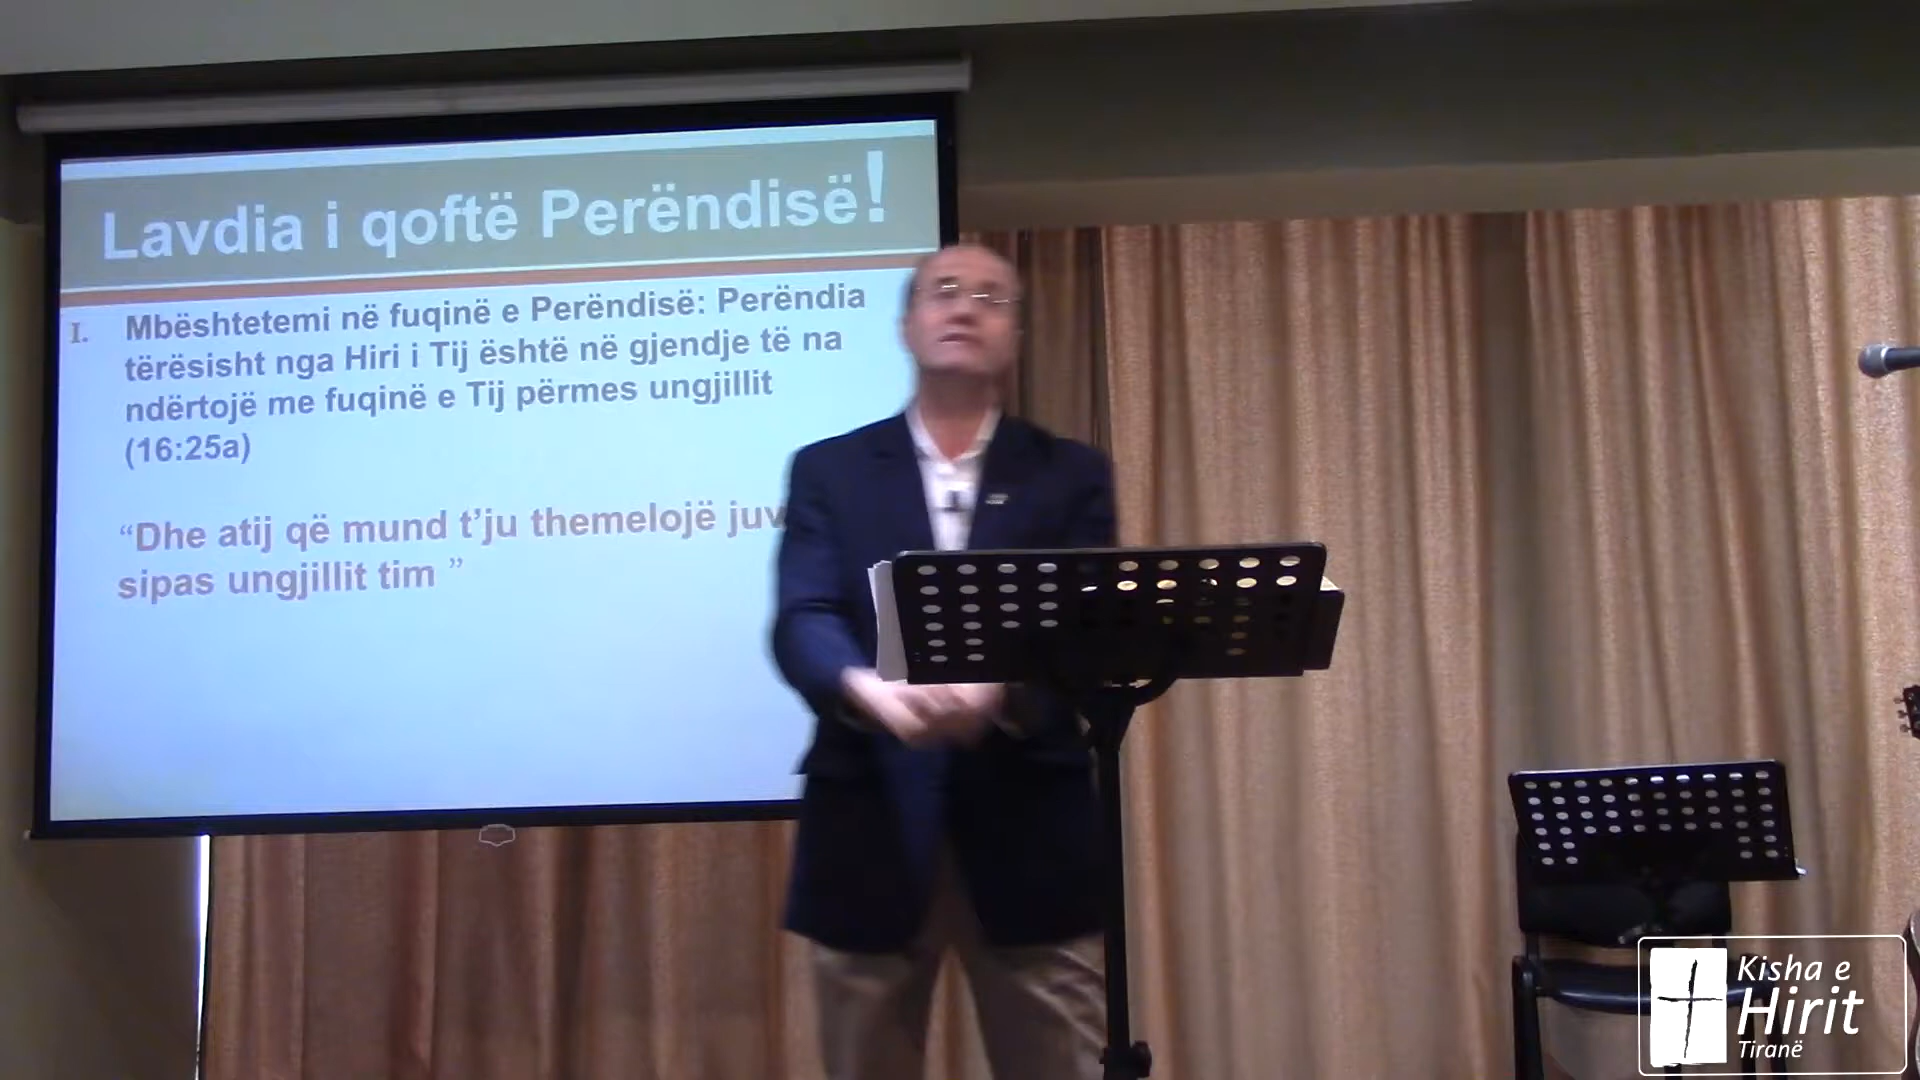 Lavdia i qoftë Perëndisë!
I. Mbështetemi në fuqinë e Perëndisë: Perëndia
tërësisht nga Hiri i Tij është në gjendje të na
ndërtojë me fuqinë e Tij përmes ungjillit
(16:25a)
“Dhe atij që mund t’ju themelojë
sipas ungjillit tim ”
Kisha e
Hirit
Tiranë